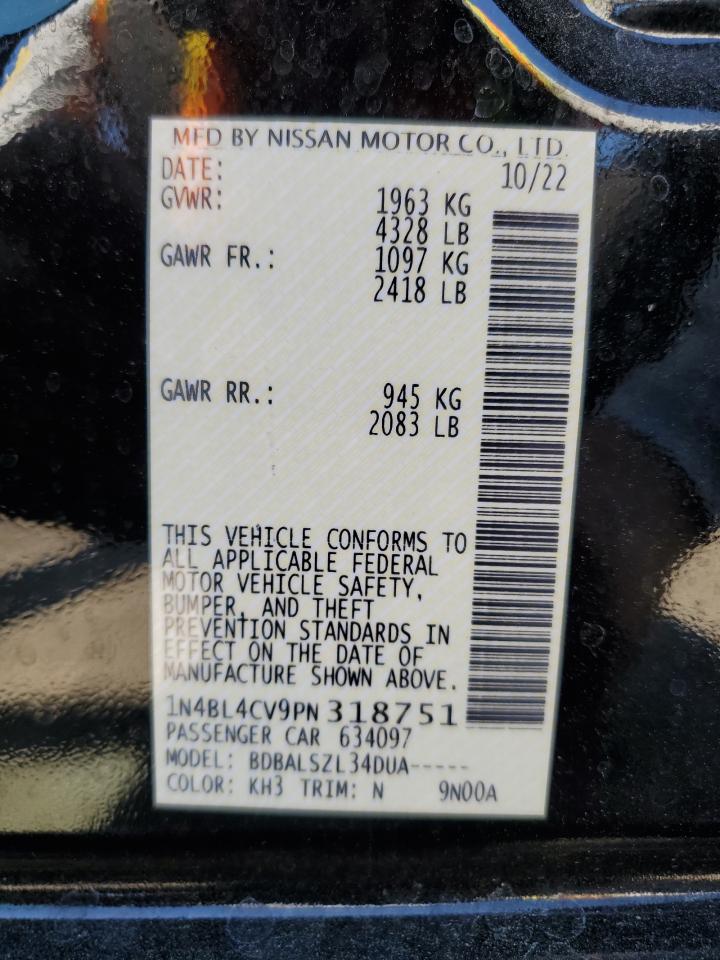 MFD BY NISSAN MOTOR CO., LTD.
DATE: 10/22
GVWR: 1963 KG
4328 LB
GAWR FR.: 1097 KG
2418 LB
GAWR RR.: 945 KG
2083 LB
THIS VEHICLE CONFORMS TO
ALL APPLICABLE FEDERAL
MOTOR VEHICLE SAFETY,
BUMPER, AND THEFT
PREVENTION STANDARDS IN
EFFECT ON THE DATE OF
MANUFACTURE SHOWN ABOVE.
1N4BL4CV9PN318751
PASSENGER CAR 634097
MODEL: BDBALSZL34DUA-----
COLOR: KH3 TRIM: N 9N00A